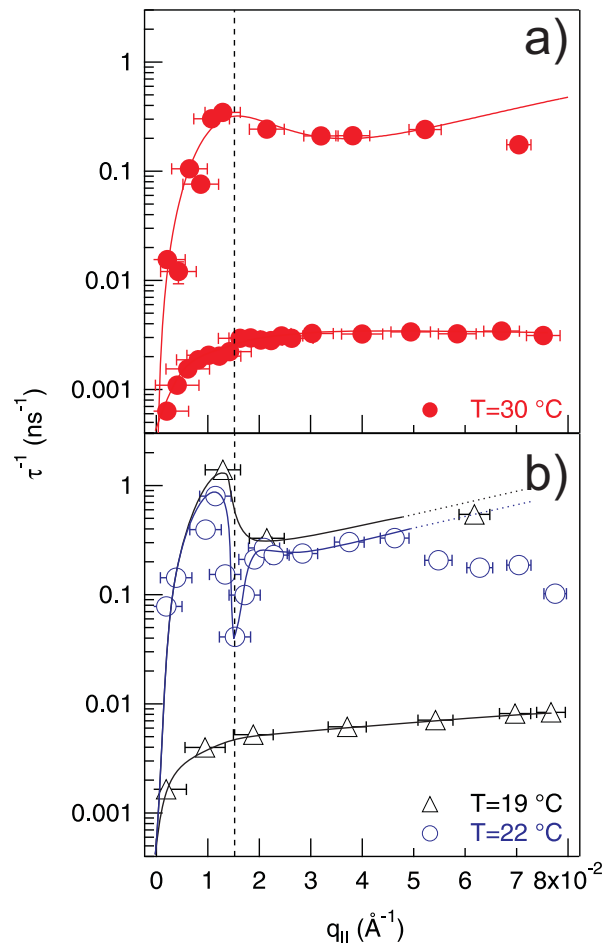 a)
1
0.1
0.01
0.001
T=30 °C
τ⁻¹ (ns⁻¹)
b)
1
0.1
0.01
0.001
T=19 °C
T=22 °C
0 1 2 3 4 5 6 7 8x10⁻²
q_II (Å⁻¹)